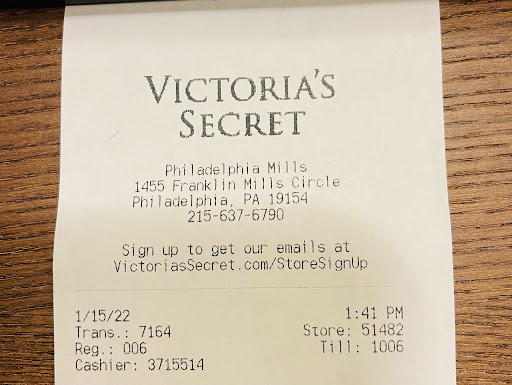 VICTORIA'S
SECRET
Philadelphia Mills
1455 Franklin Mills Circle
Philadelphia, PA 19154
215-637-6790
Sign up to get our emails at
VictoriasSecret.com/StoreSignUp
1/15/22 1:41 PM
Trans.: 7164 Store: 51482
Reg.: 006 Till: 1006
Cashier: 3715514